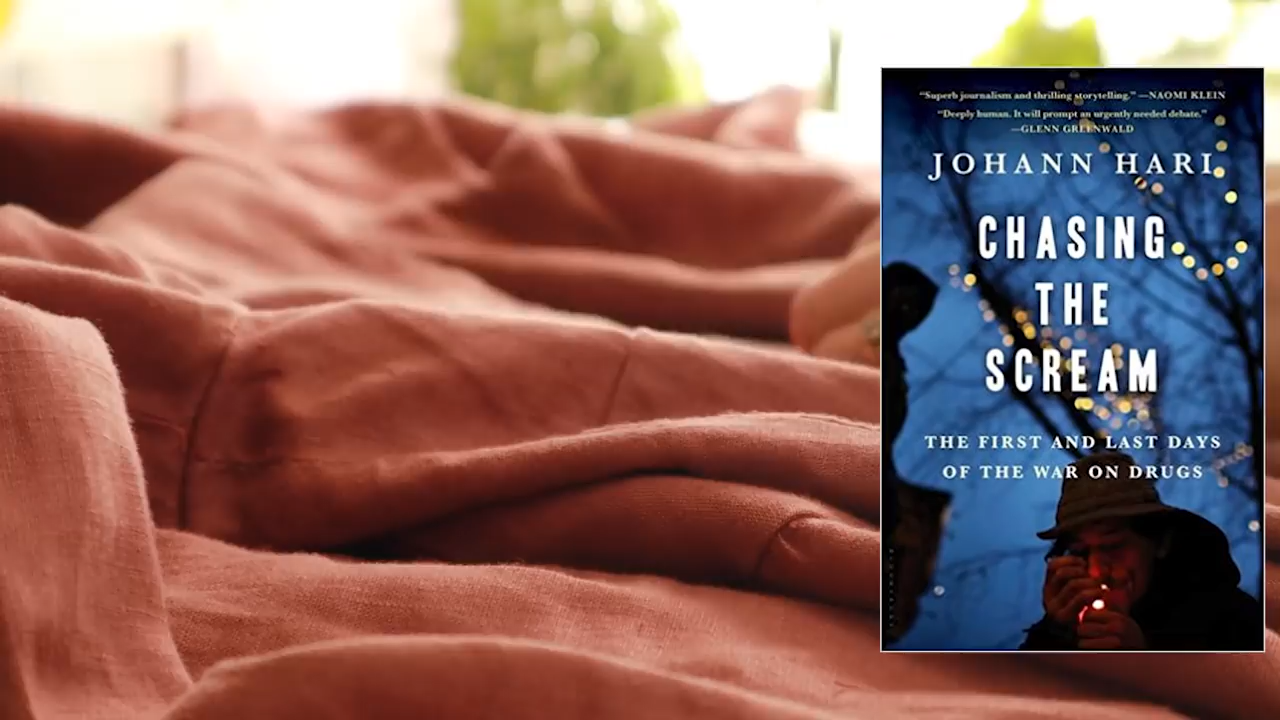 “Superb journalism and thrilling storytelling.” —NAOMI KLEIN
“Deeply human. It will prompt an urgently needed debate.”
—GLENN GREENWALD
JOHANN HARI
CHASING
THE
SCREAM
THE FIRST AND LAST DAYS
OF THE WAR ON DRUGS